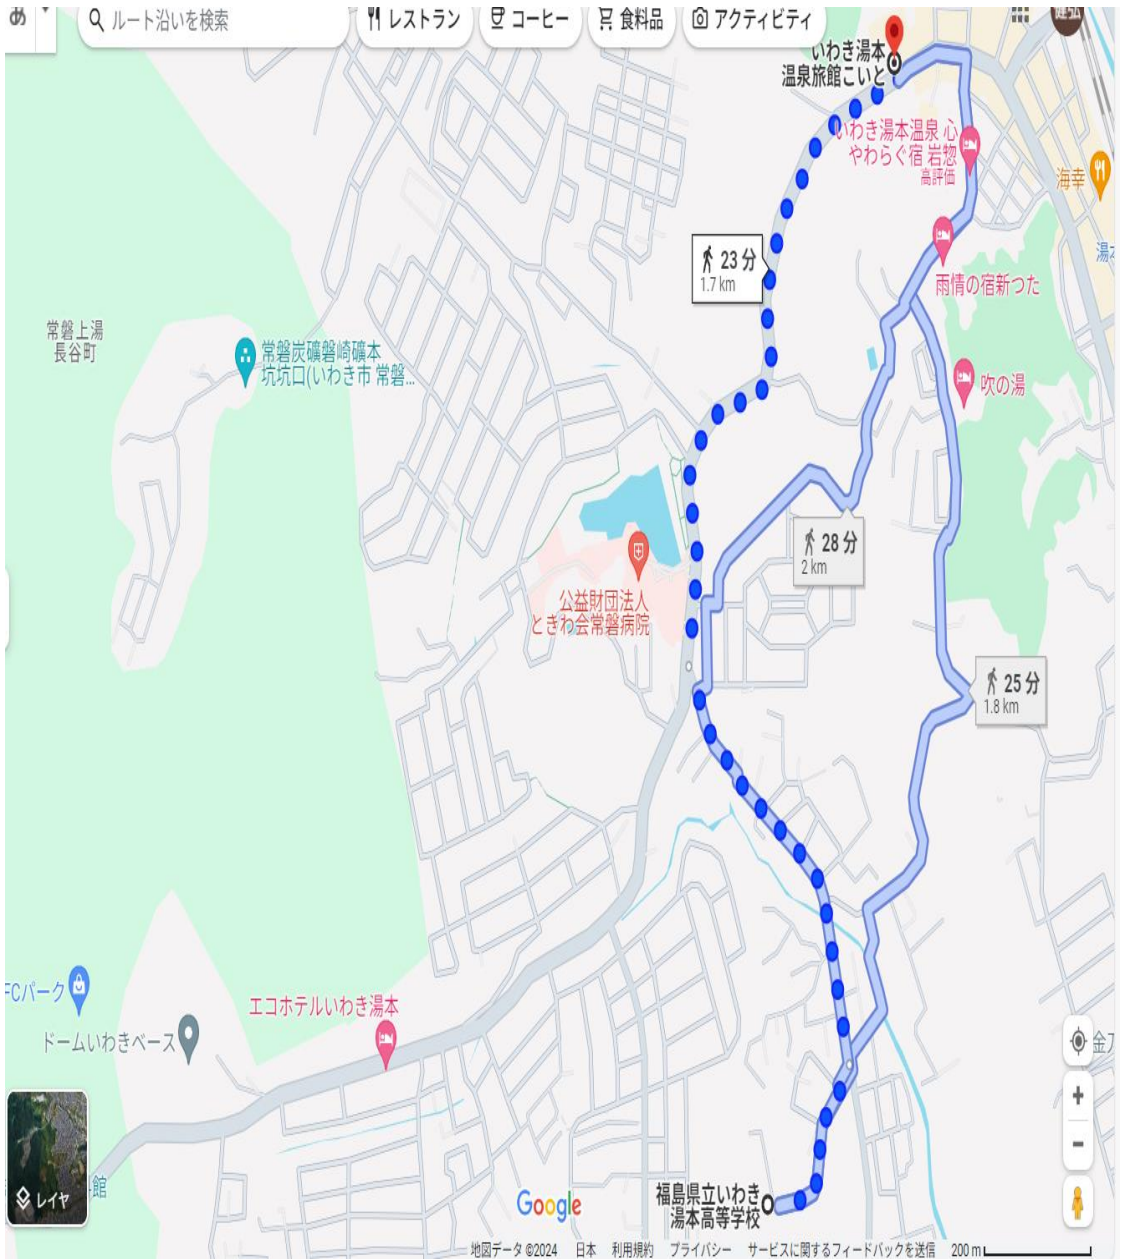 あ
ルート沿いを検索
レストラン
コーヒー
食料品
アクティビティ
いわき湯本
温泉旅館こいと
いわき湯本温泉 心
やわらぐ宿 岩惣
高評価
海幸
23 分
1.7 km
雨情の宿新つた
常磐上湯
長谷町
常磐炭礦磐崎礦本
坑坑口(いわき市 常磐...
吹の湯
28 分
2 km
公益財団法人
ときわ会常磐病院
25 分
1.8 km
FCパーク
エコホテルいわき湯本
ドームいわきベース
レイヤ
館
福島県立いわき
湯本高等学校
Google
地図データ ©2024 日本 利用規約 プライバシー サービスに関するフィードバックを送信 200 m